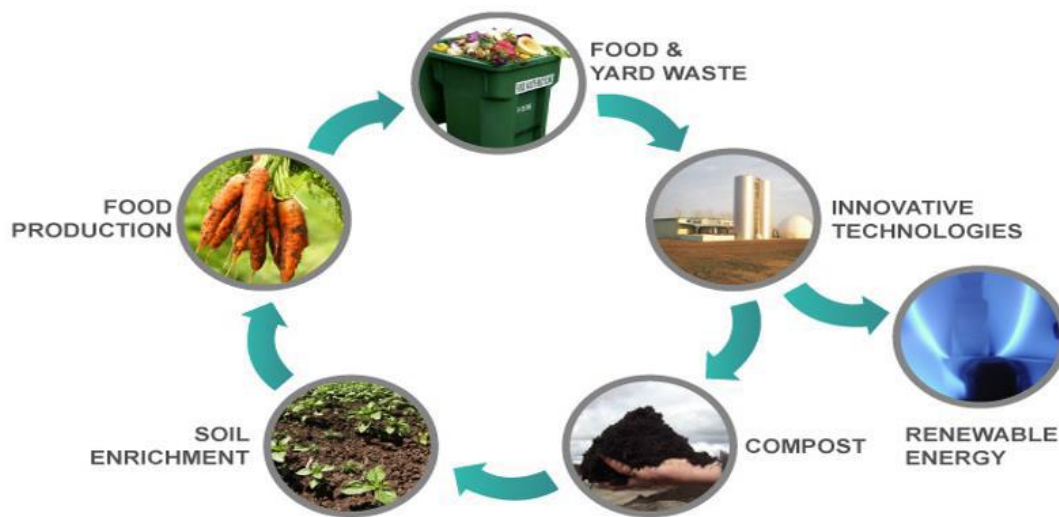 FOOD &
YARD WASTE
INNOVATIVE
TECHNOLOGIES
FOOD
PRODUCTION
SOIL
ENRICHMENT
COMPOST
RENEWABLE
ENERGY